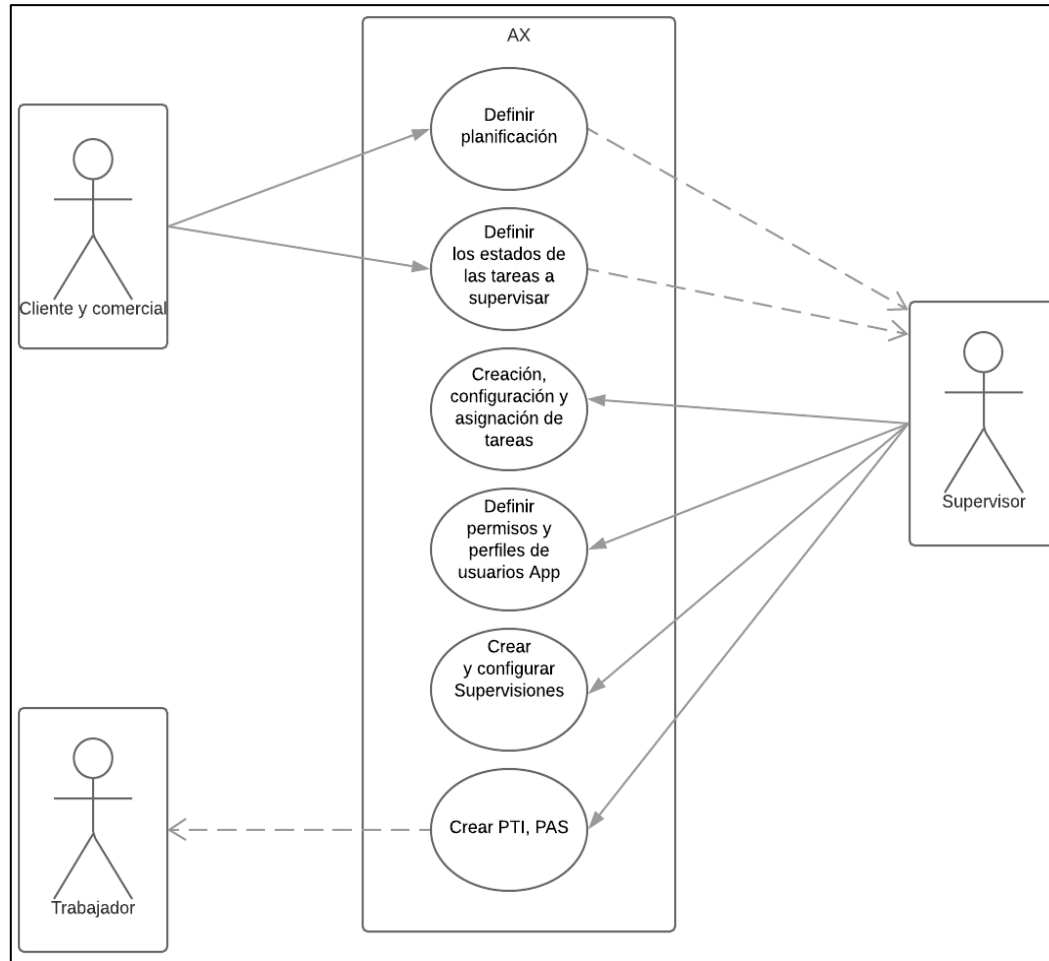 AX
Definir
planificación
Cliente y comercial
Definir
los estados de
las tareas a
supervisar
Creación,
configuración y
asignación de
tareas
Supervisor
Definir
permisos y
perfiles de
usuarios App
Crear
y configurar
Supervisiones
Crear PTI, PAS
Trabajador